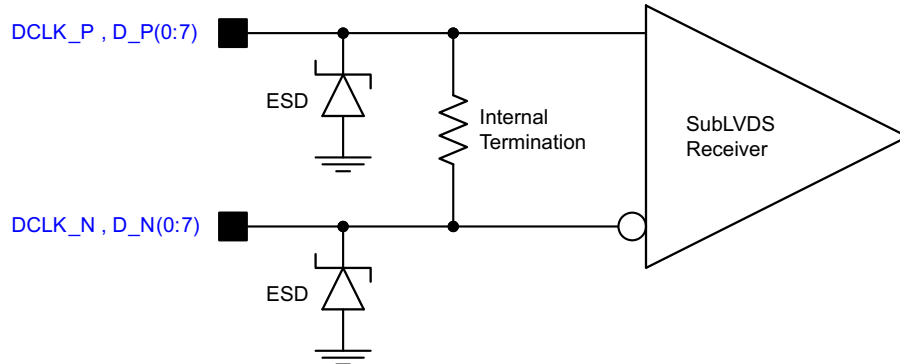 DCLK_P , D_P(0:7)
ESD
Internal
Termination
SubLVDS
Receiver
DCLK_N , D_N(0:7)
ESD